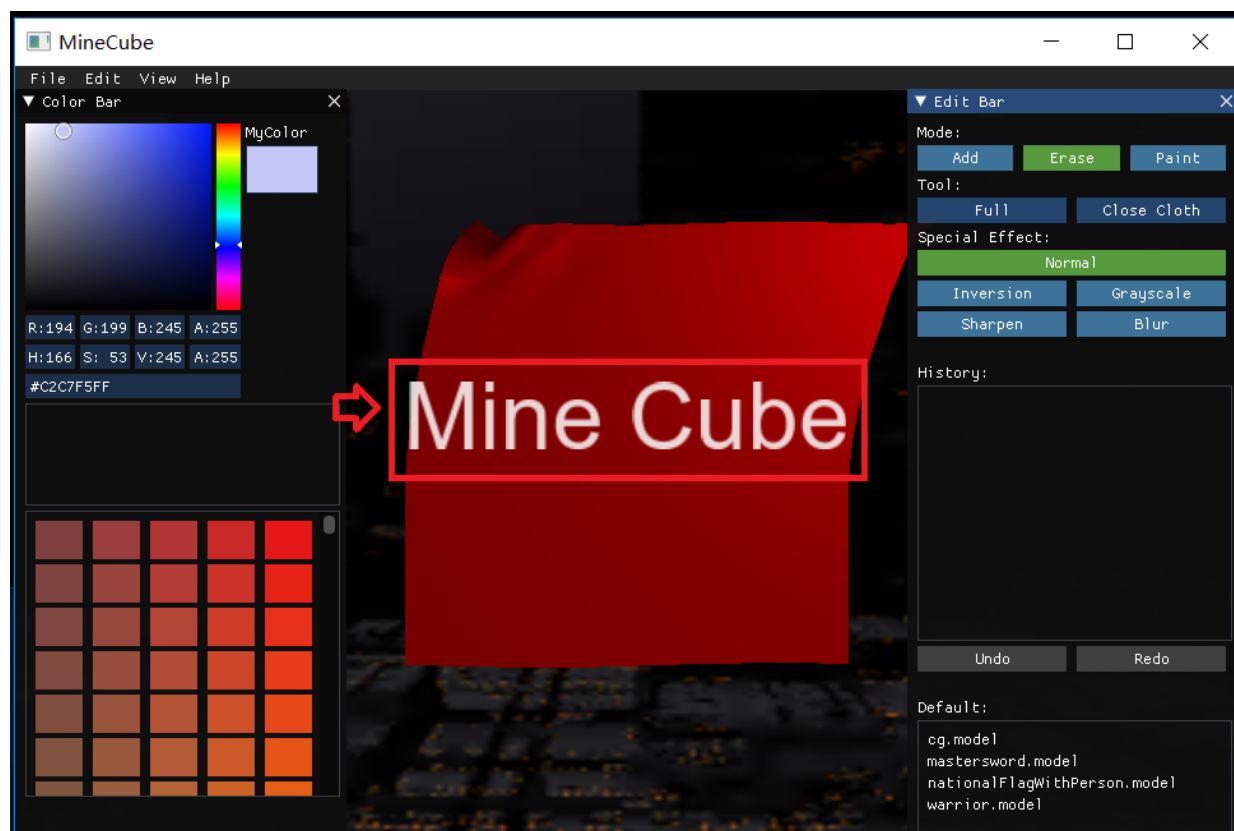 MineCube
File Edit View Help
Color Bar
MyColor
R:194 G:199 B:245 A:255
H:166 S: 53 V:245 A:255
#C2C7F5FF
Mine Cube
Edit Bar
Mode:
Add Erase Paint
Tool:
Full Close Cloth
Special Effect:
Normal
Inversion Grayscale
Sharpen Blur
History:
Undo Redo
Default:
cg.model
mastersword.model
nationalFlagWithPerson.model
warrior.model